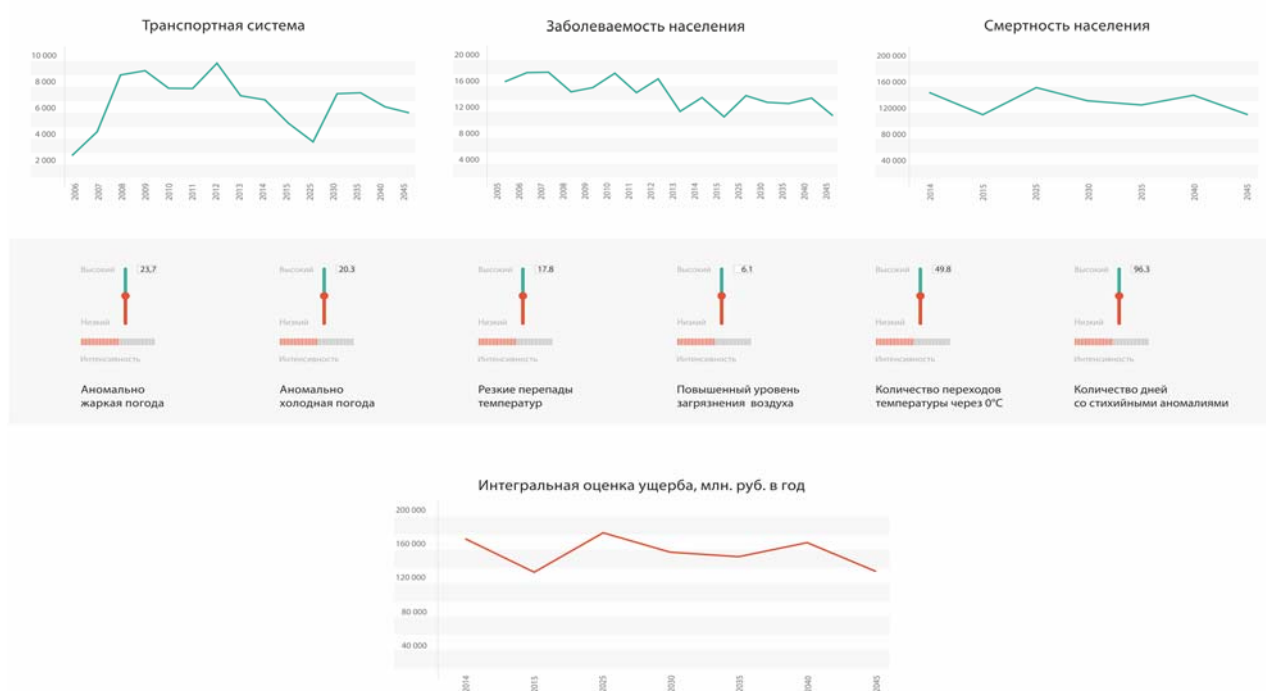 Транспортная система
10 000
8 000
6 000
4 000
2 000
2006
2007
2008
2009
2010
2011
2012
2013
2014
2015
2025
2030
2035
2040
2045
Заболеваемость населения
20 000
16 000
12 000
8 000
4 000
2005
2006
2007
2008
2009
2010
2011
2012
2013
2014
2015
2025
2030
2035
2040
2045
Смертность населения
200 000
160 000
120000
80 000
40 000
2014
2015
2025
2030
2035
2040
2045
Высокий 23,7
Низкий
Интенсивность
Аномально
жаркая погода
Высокий 20.3
Низкий
Интенсивность
Аномально
холодная погода
Высокий 17.8
Низкий
Интенсивность
Резкие перепады
температур
Высокий 6.1
Низкий
Интенсивность
Повышенный уровень
загрязнения воздуха
Высокий 49.8
Низкий
Интенсивность
Количество переходов
температуры через 0°С
Высокий 96.3
Низкий
Интенсивность
Количество дней
со стихийными аномалиями
Интегральная оценка ущерба, млн. руб. в год
200 000
160 000
120 000
80 000
40 000
2014
2015
2025
2030
2035
2040
2045